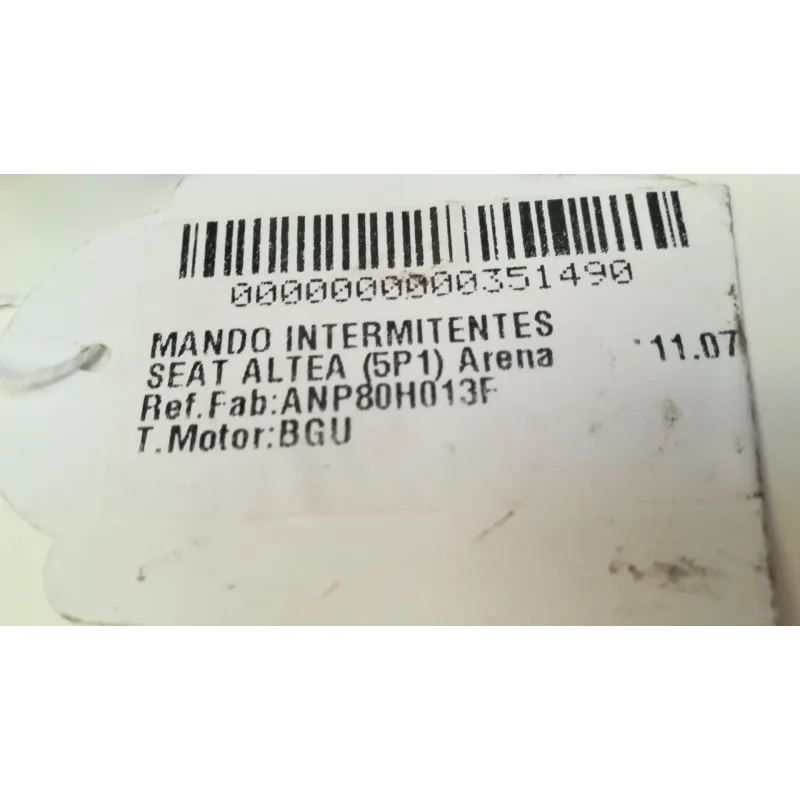 0000000000351490
MANDO INTERMITENTES
SEAT ALTEA (5P1) Arena 11.07
Ref.Fab:ANP80H013F
T.Motor:BGU